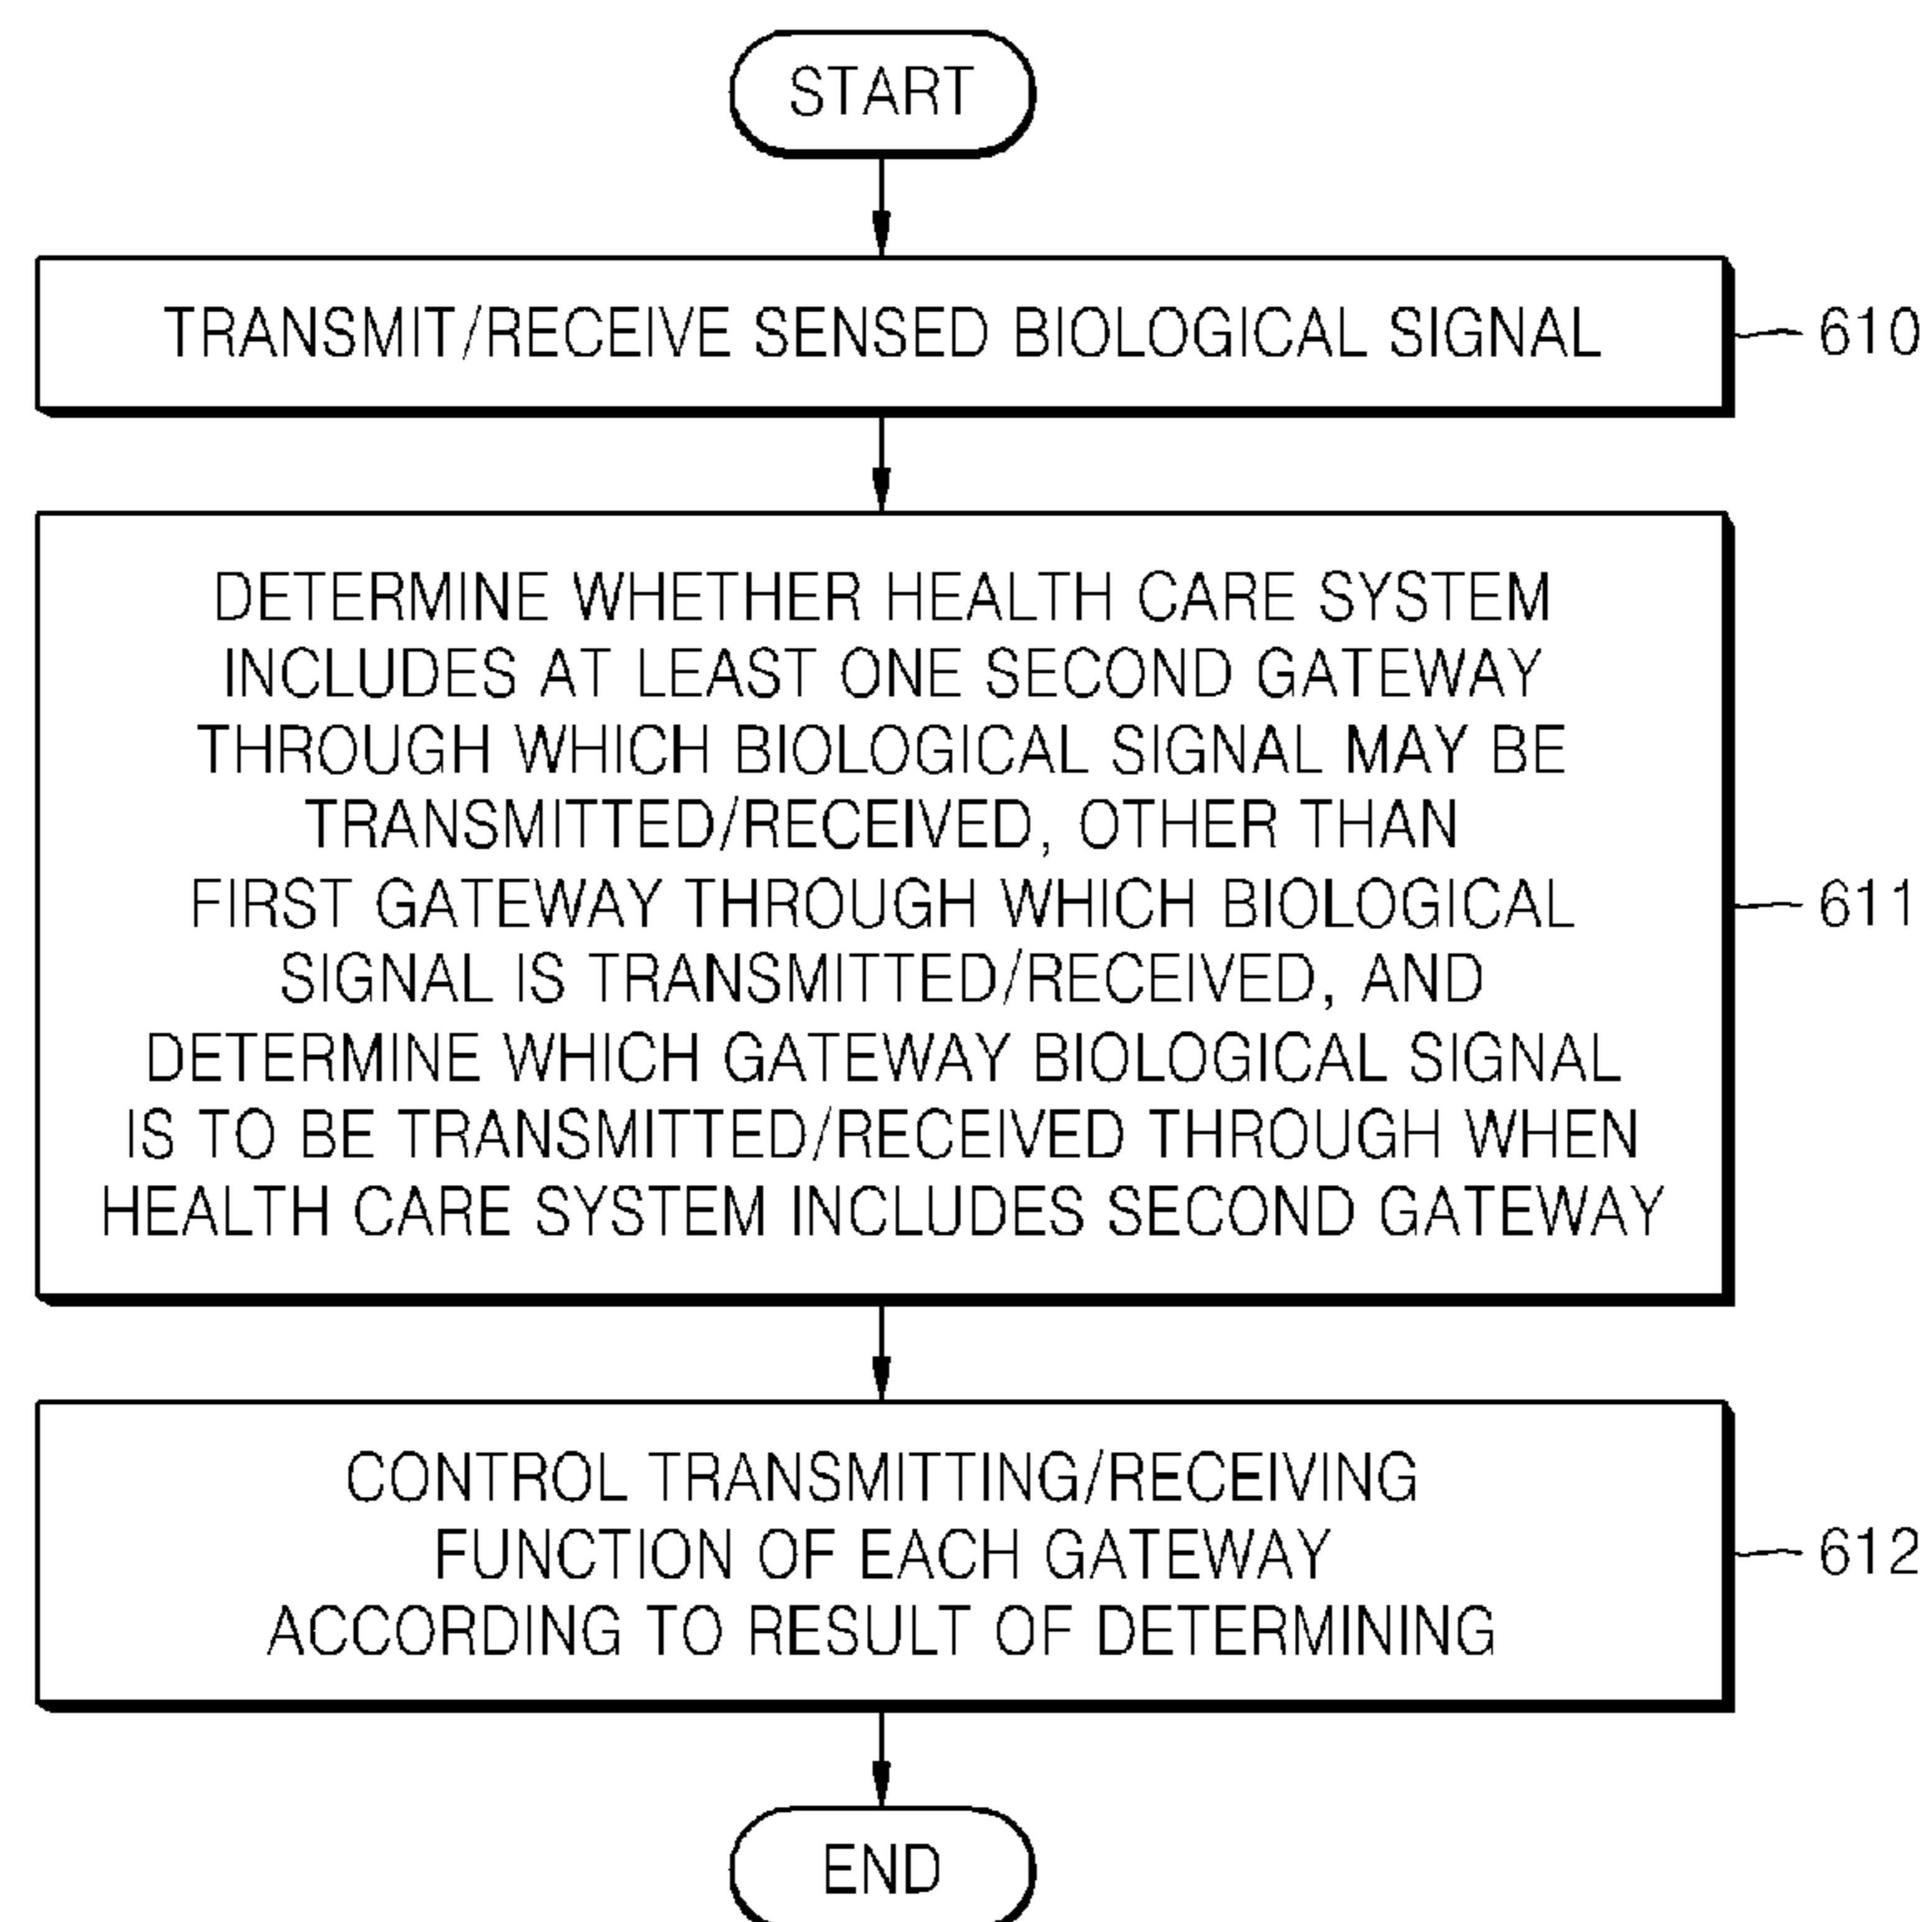 START
TRANSMIT/RECEIVE SENSED BIOLOGICAL SIGNAL
610
DETERMINE WHETHER HEALTH CARE SYSTEM
INCLUDES AT LEAST ONE SECOND GATEWAY
THROUGH WHICH BIOLOGICAL SIGNAL MAY BE
TRANSMITTED/RECEIVED, OTHER THAN
FIRST GATEWAY THROUGH WHICH BIOLOGICAL
SIGNAL IS TRANSMITTED/RECEIVED, AND
DETERMINE WHICH GATEWAY BIOLOGICAL SIGNAL
IS TO BE TRANSMITTED/RECEIVED THROUGH WHEN
HEALTH CARE SYSTEM INCLUDES SECOND GATEWAY
611
CONTROL TRANSMITTING/RECEIVING
FUNCTION OF EACH GATEWAY
ACCORDING TO RESULT OF DETERMINING
612
END